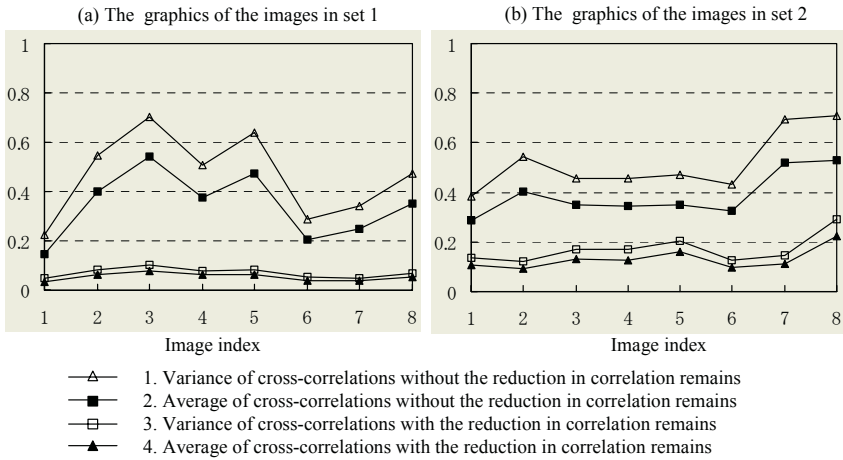 (a) The graphics of the images in set 1
(b) The graphics of the images in set 2
1
0.8
0.6
0.4
0.2
0
1 2 3 4 5 6 7 8
Image index
1
0.8
0.6
0.4
0.2
0
1 2 3 4 5 6 7 8
Image index
1. Variance of cross-correlations without the reduction in correlation remains
2. Average of cross-correlations without the reduction in correlation remains
3. Variance of cross-correlations with the reduction in correlation remains
4. Average of cross-correlations with the reduction in correlation remains